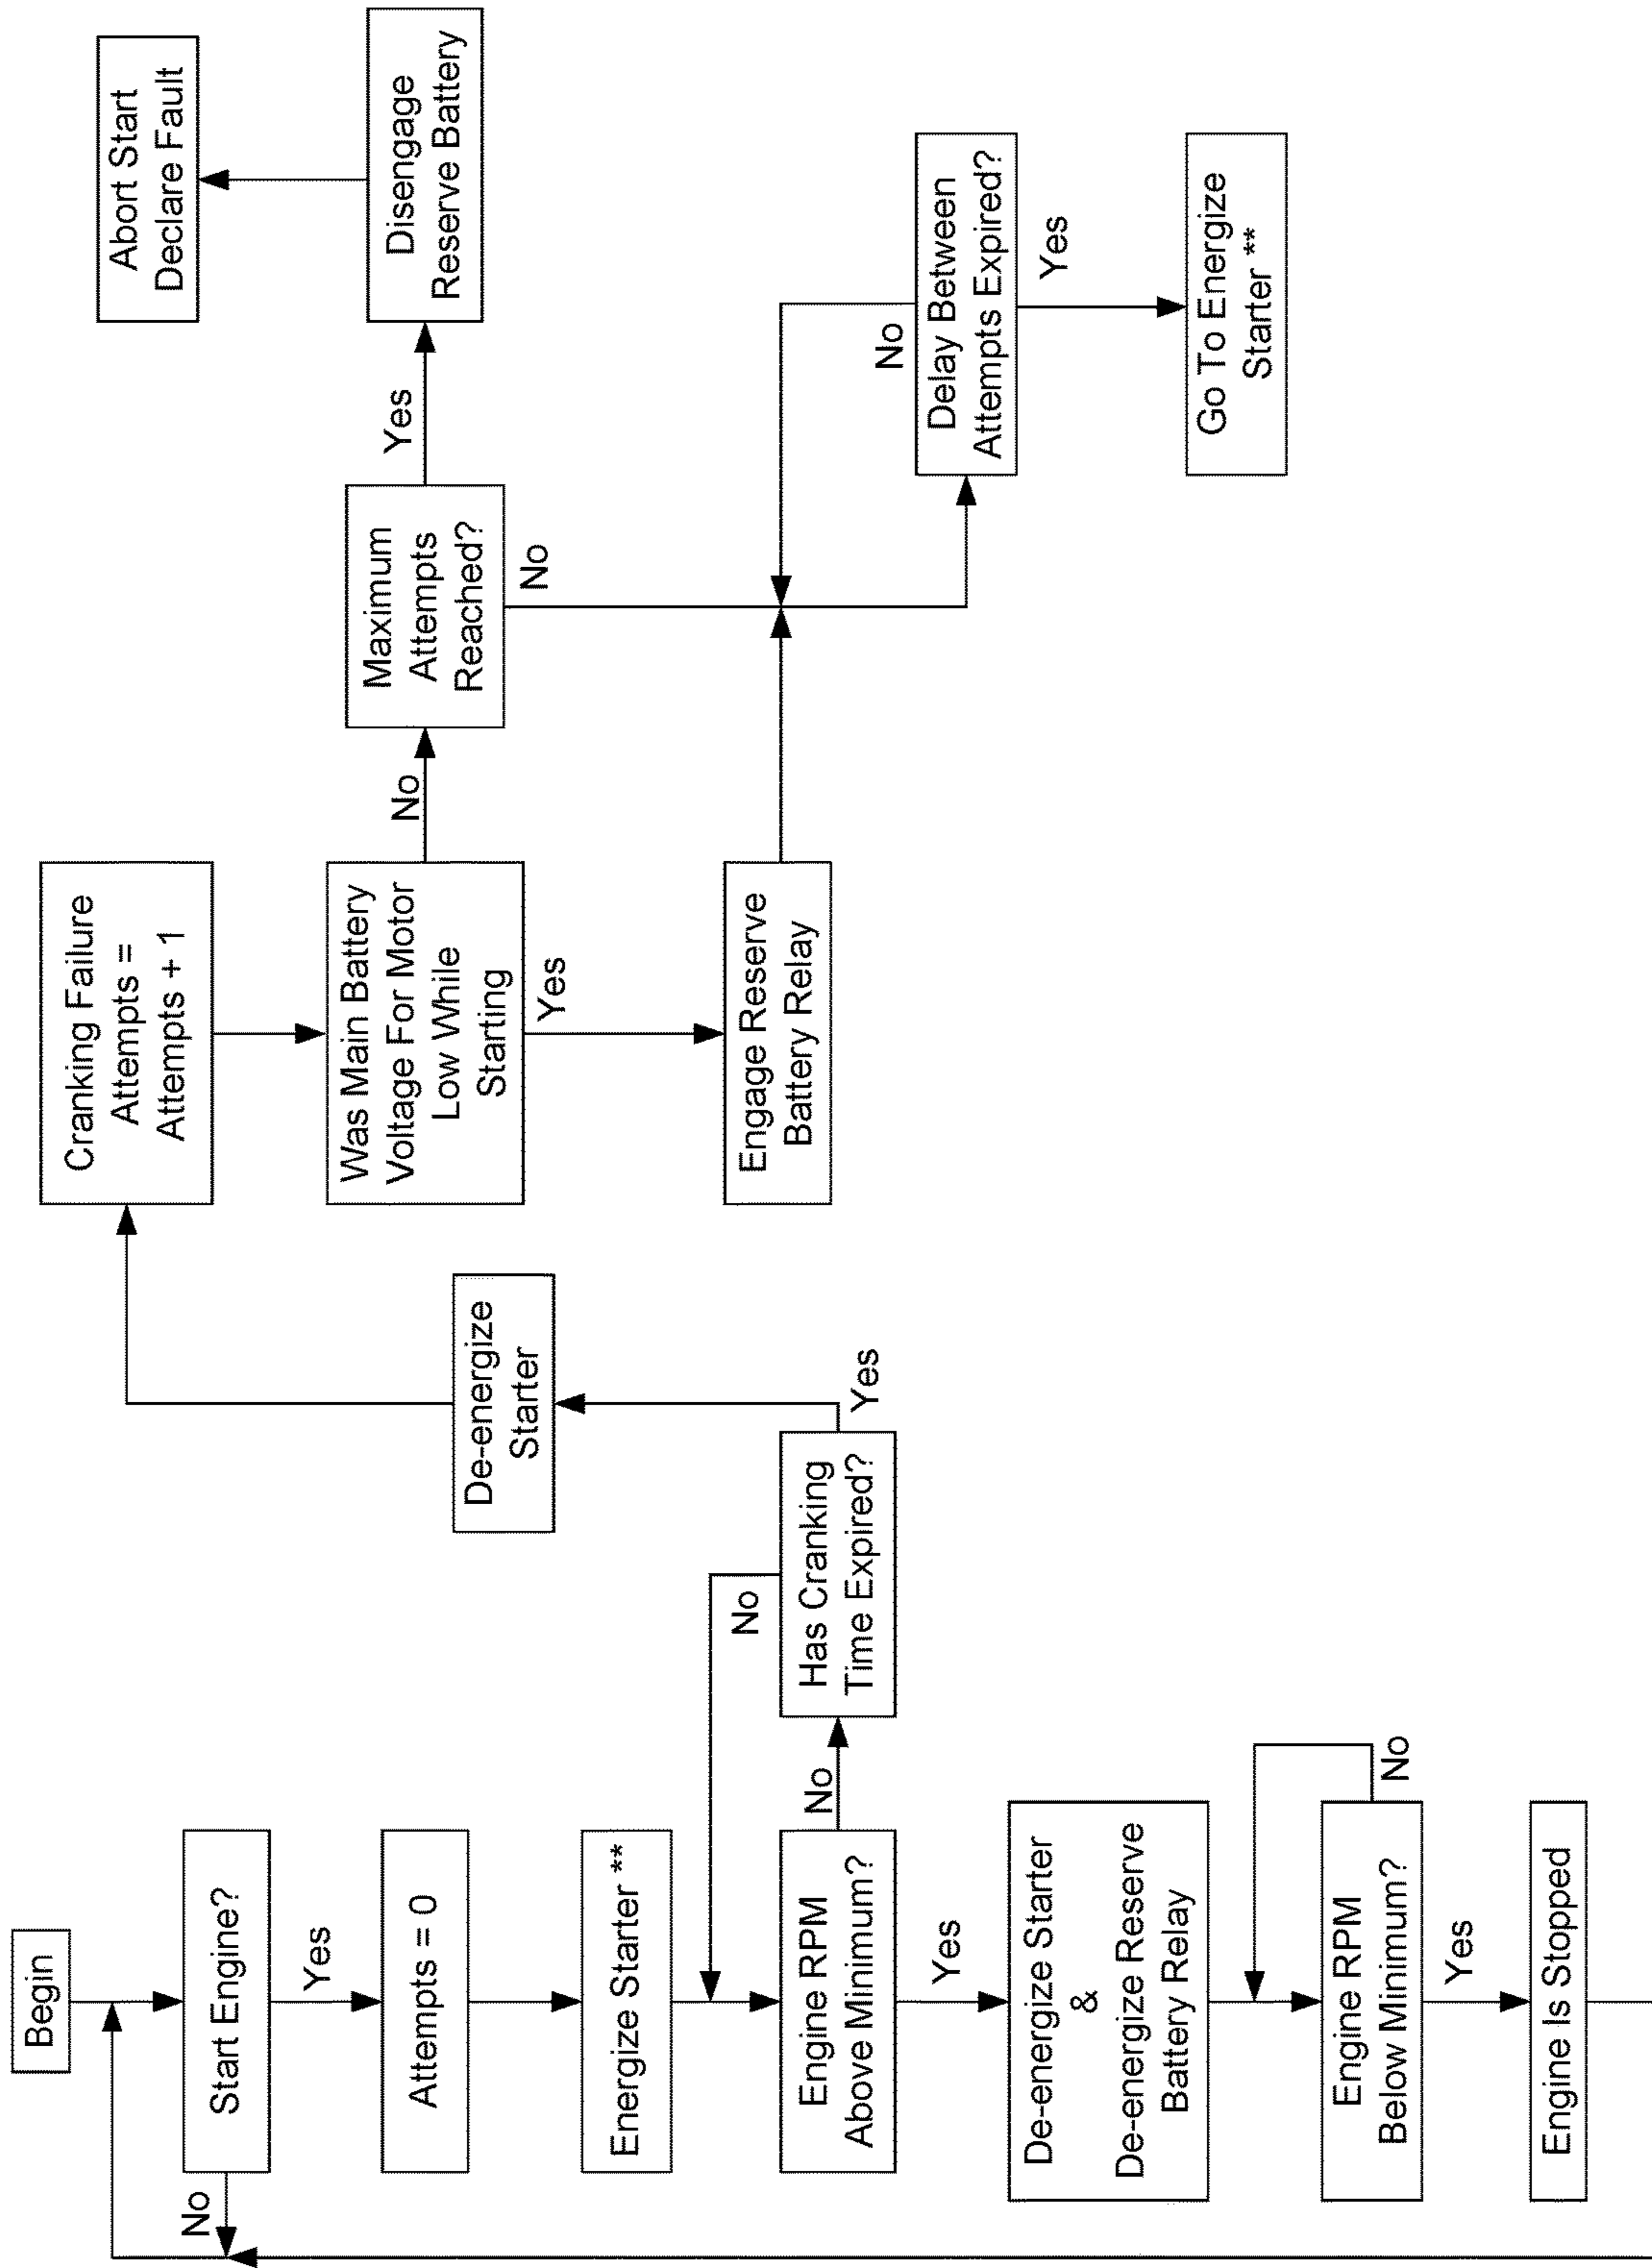 Begin
Start Engine?
No
Yes
Attempts = 0
Energize Starter **
Engine RPM
Above Minimum?
No
Yes
Has Cranking
Time Expired?
No
Yes
De-energize
Starter
De-energize Starter
&
De-energize Reserve
Battery Relay
Engine RPM
Below Minimum?
No
Yes
Engine Is Stopped
Cranking Failure
Attempts =
Attempts + 1
Was Main Battery
Voltage For Motor
Low While
Starting
No
Yes
Engage Reserve
Battery Relay
Maximum
Attempts
Reached?
Yes
No
Disengage
Reserve Battery
Abort Start
Declare Fault
Delay Between
Attempts Expired?
No
Yes
Go To Energize
Starter **